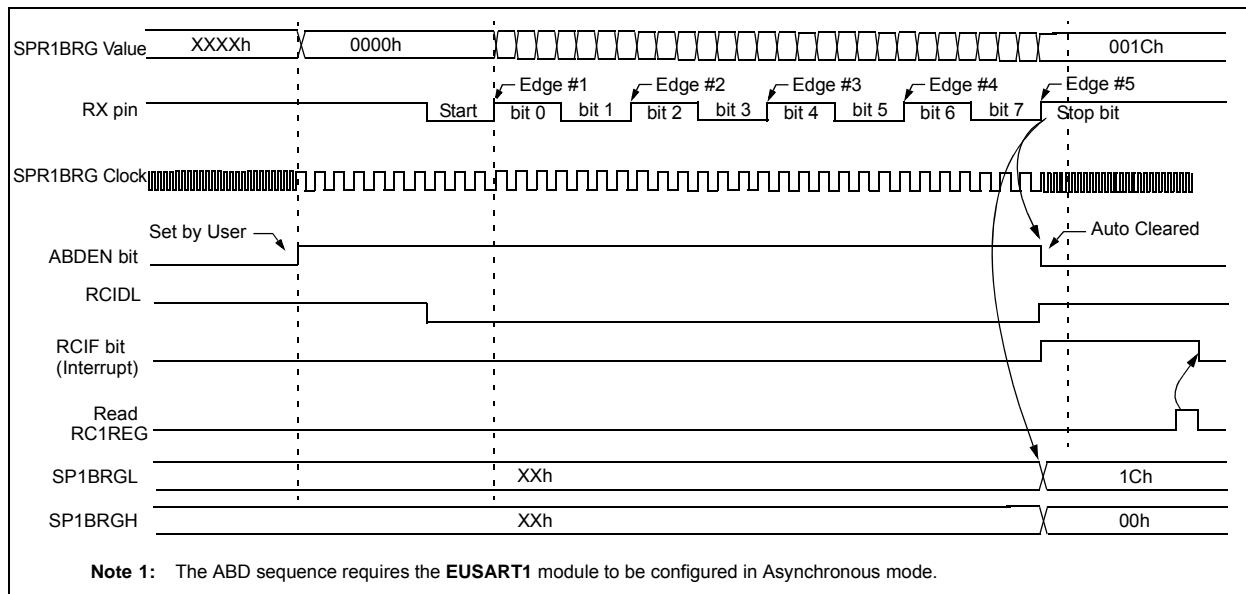 SPR1BRG Value XXXXh 0000h 001Ch
Edge #1 Edge #2 Edge #3 Edge #4 Edge #5
RX pin Start bit 0 bit 1 bit 2 bit 3 bit 4 bit 5 bit 6 bit 7 Stop bit
SPR1BRG Clock
Set by User Auto Cleared
ABDEN bit
RCIDL
RCIF bit
(Interrupt)
Read
RC1REG
SP1BRGL XXh 1Ch
SP1BRGH XXh 00h
Note 1: The ABD sequence requires the EUSART1 module to be configured in Asynchronous mode.